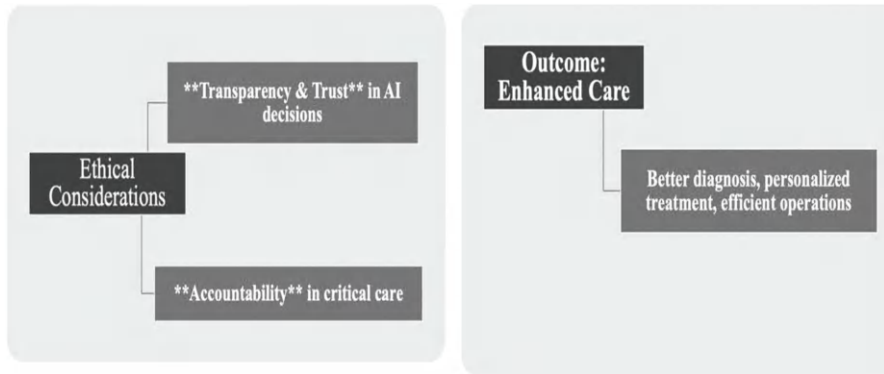 **Transparency & Trust** in AI
decisions
Ethical
Considerations
**Accountability** in critical care
Outcome:
Enhanced Care
Better diagnosis, personalized
treatment, efficient operations